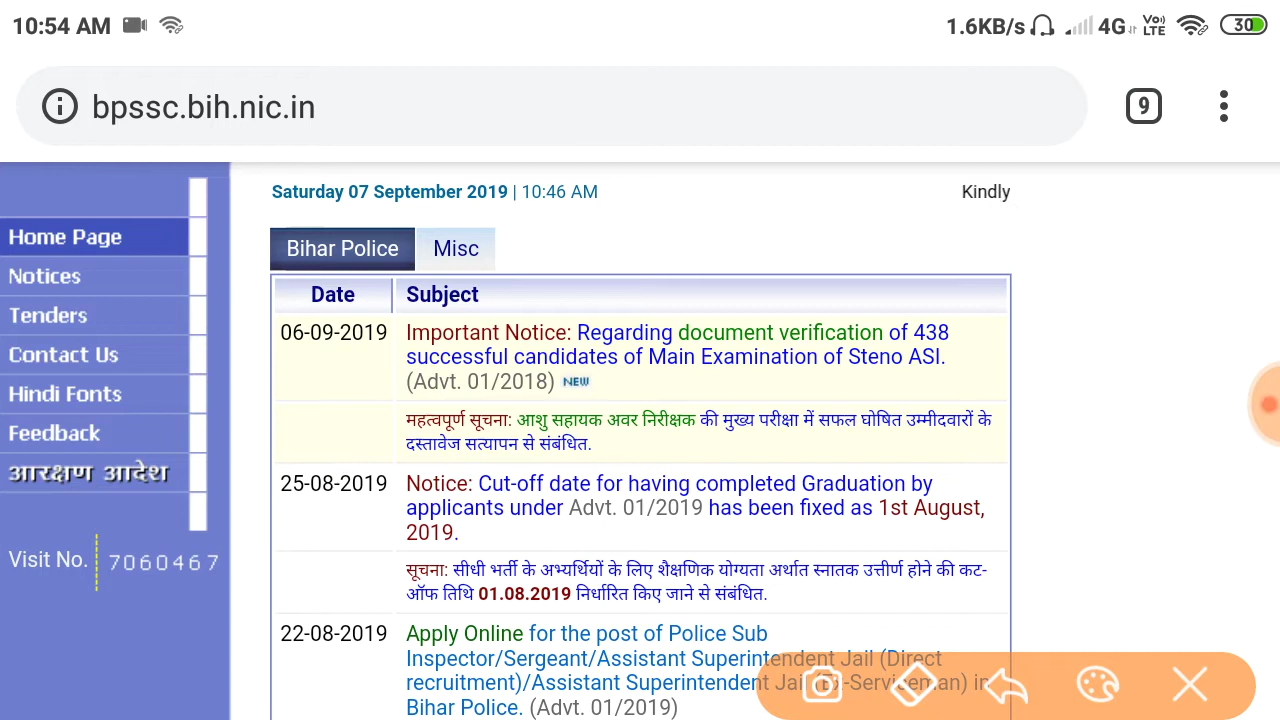 10:54 AM
1.6KB/s 4G Vo) LTE 30
bpssc.bih.nic.in
9
Saturday 07 September 2019 | 10:46 AM
Kindly
Home Page
Notices
Tenders
Contact Us
Hindi Fonts
Feedback
आरक्षण आदेश
Visit No. 7060467
Bihar Police Misc
Date Subject
06-09-2019 Important Notice: Regarding document verification of 438
successful candidates of Main Examination of Steno ASI.
(Advt. 01/2018) NEW
महत्वपूर्ण सूचना: आशु सहायक अवर निरीक्षक की मुख्य परीक्षा में सफल घोषित उम्मीदवारों के
दस्तावेज सत्यापन से संबंधित.
25-08-2019 Notice: Cut-off date for having completed Graduation by
applicants under Advt. 01/2019 has been fixed as 1st August,
2019.
सूचना: सीधी भर्ती के अभ्यर्थियों के लिए शैक्षणिक योग्यता अर्थात स्नातक उत्तीर्ण होने की कट-
ऑफ तिथि 01.08.2019 निर्धारित किए जाने से संबंधित.
22-08-2019 Apply Online for the post of Police Sub
Inspector/Sergeant/Assistant Superintendent Jail (Direct
recruitment)/Assistant Superintendent Jail (Ex-Serviceman) in
Bihar Police. (Advt. 01/2019)